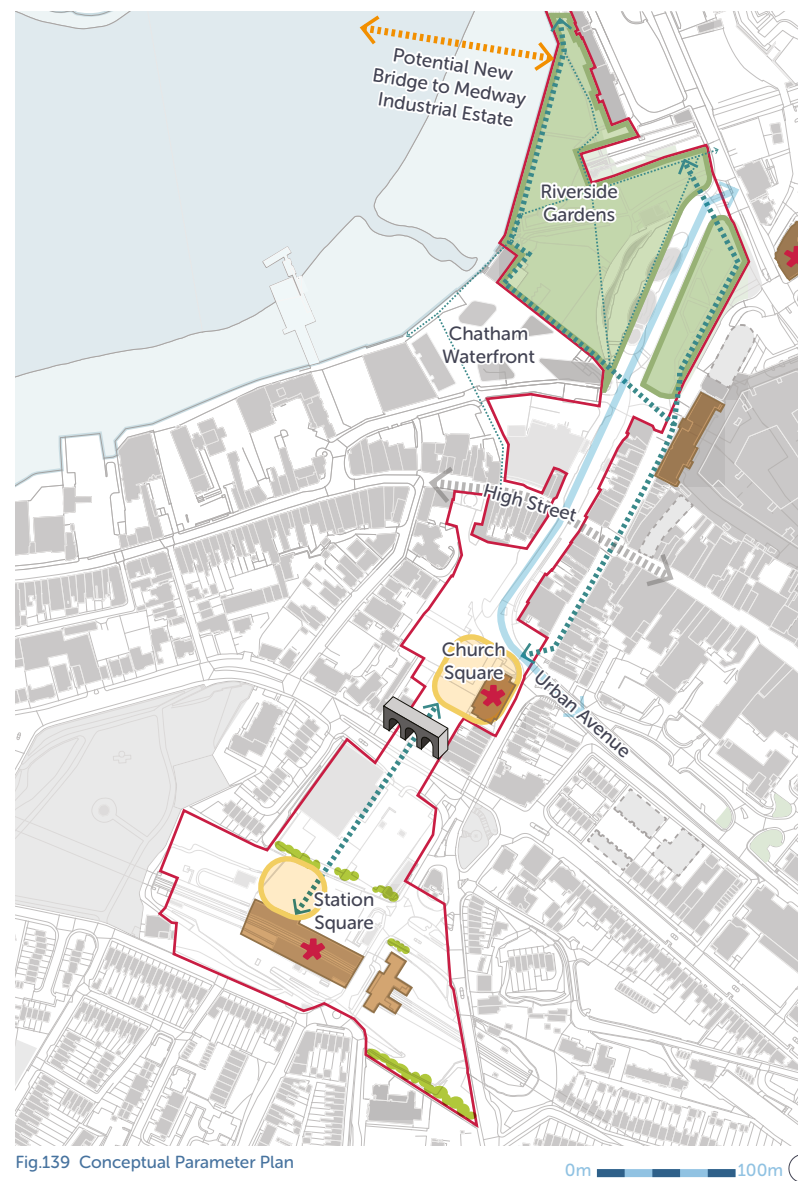 Potential New
Bridge to Medway
Industrial Estate
Riverside
Gardens
Chatham
Waterfront
High Street
Church
Square
Urban Avenue
Station
Square
Fig.139 Conceptual Parameter Plan
0m 100m